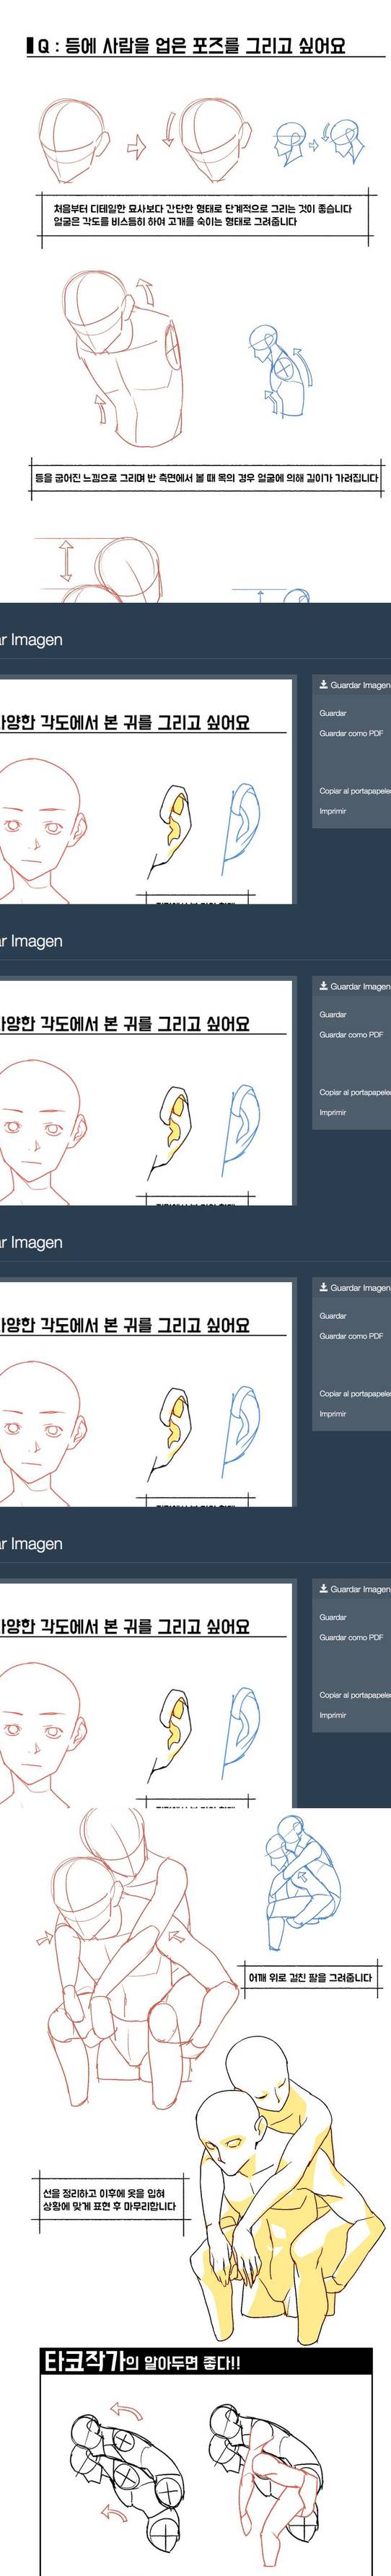 Q : 등에 사람을 업은 포즈를 그리고 싶어요
처음부터 디테일한 묘사보다 간단한 형태로 단계적으로 그리는 것이 좋습니다
얼굴은 각도를 비스듬히 하여 고개를 숙이는 형태로 그려줍니다
등을 굽어진 느낌으로 그리며 반 측면에서 볼 때 목의 경우 얼굴에 의해 길이가 가려집니다
ar Imagen
양한 각도에서 본 귀를 그리고 싶어요
Guardar Imagen
Guardar
Guardar como PDF
Copiar al portapapeles
Imprimir
ar Imagen
양한 각도에서 본 귀를 그리고 싶어요
Guardar Imagen
Guardar
Guardar como PDF
Copiar al portapapeles
Imprimir
ar Imagen
양한 각도에서 본 귀를 그리고 싶어요
Guardar Imagen
Guardar
Guardar como PDF
Copiar al portapapeles
Imprimir
ar Imagen
양한 각도에서 본 귀를 그리고 싶어요
Guardar Imagen
Guardar
Guardar como PDF
Copiar al portapapeles
Imprimir
어깨 위로 걸친 팔을 그려줍니다
선을 정리하고 이후에 옷을 입혀
상황에 맞게 표현 후 마무리합니다
타코작가의 알아두면 좋다!!